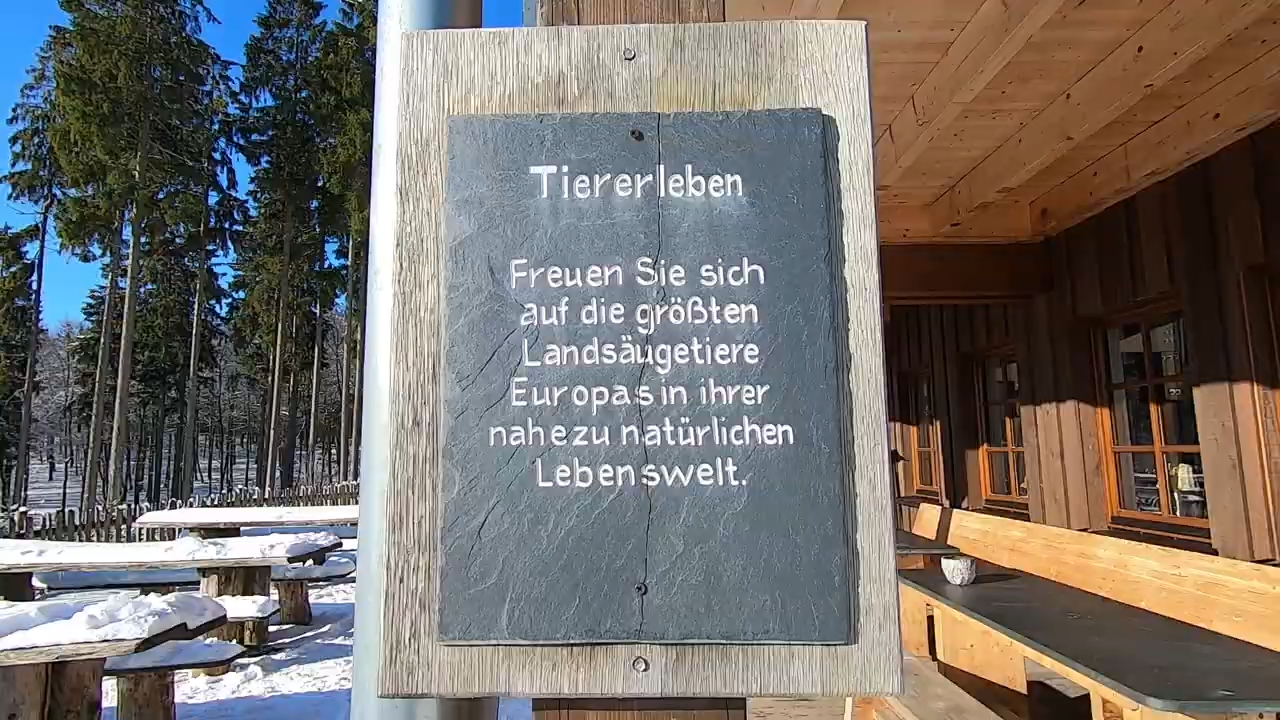 Tiererleben
Freuen Sie sich
auf die größten
Landsäugetiere
Europas in ihrer
nahezu natürlichen
Lebenswelt.